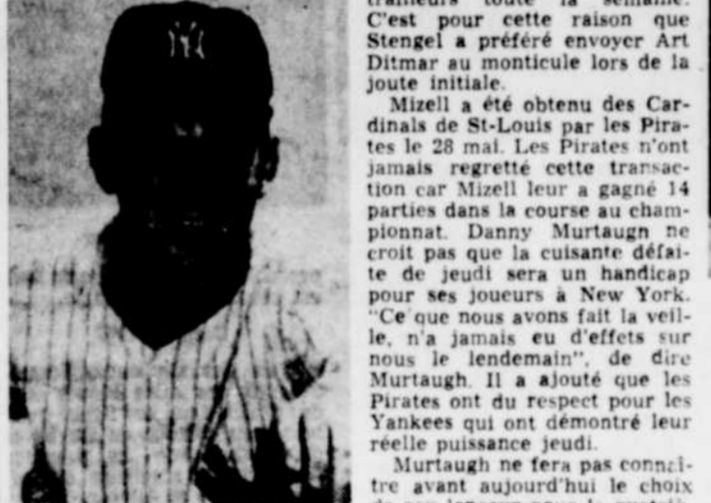 NY
trailleurs toute la semaine.
C'est pour cette raison que
Stengel a préféré envoyer Art
Ditmar au monticule lors de la
joute initiale.
Mizell a été obtenu des Car-
dinals de St-Louis par les Pira-
tes le 28 mai. Les Pirates n'ont
jamais regretté cette transac-
tion car Mizell leur a gagné 14
parties dans la course au cham-
pionnat. Danny Murtaugn ne
croit pas que la cuisante défai-
te de jeudi sera un handicap
pour ses joueurs à New York.
"Ce que nous avons fait la veil-
le, n'a jamais eu d'effets sur
nous le lendemain", de dire
Murtaugh. Il a ajouté que les
Pirates ont du respect pour les
Yankees qui ont démontré leur
réelle puissance jeudi.
Murtaugh ne fera pas connaî-
tre avant aujourd'hui le choix